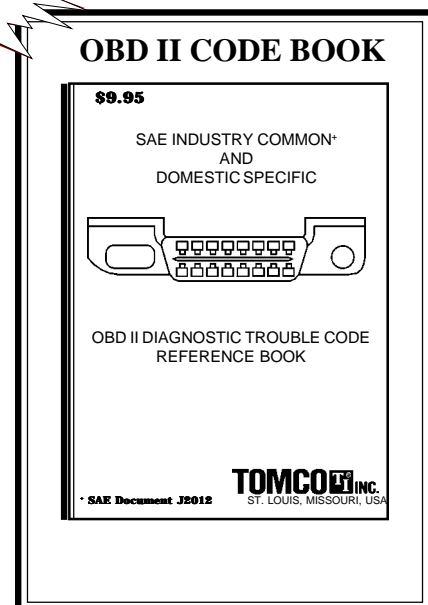 OBD II CODE BOOK
$9.95
SAE INDUSTRY COMMON+
AND
DOMESTIC SPECIFIC
OBD II DIAGNOSTIC TROUBLE CODE
REFERENCE BOOK
TOMCO Ti INC.
+ SAE Document J2012
ST. LOUIS, MISSOURI, USA